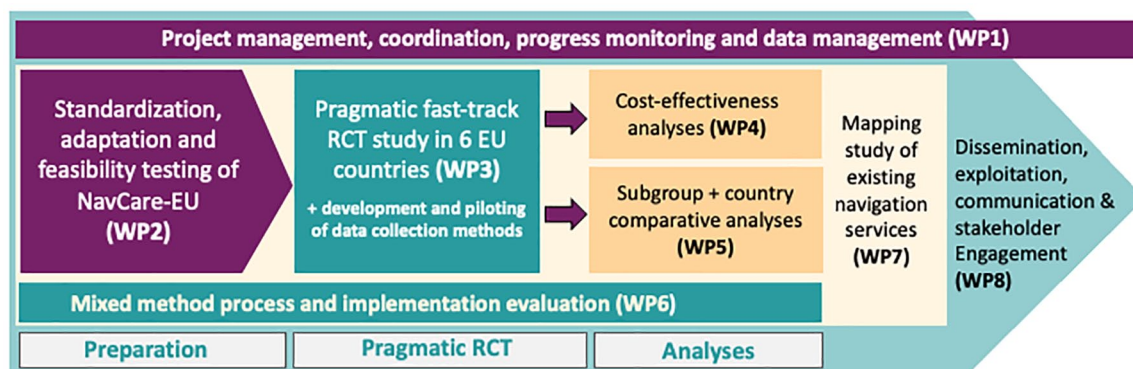 Project management, coordination, progress monitoring and data management (WP1)
Standardization,
adaptation and
feasibility testing of
NavCare-EU
(WP2)
Pragmatic fast-track
RCT study in 6 EU
countries (WP3)
+ development and piloting
of data collection methods
Cost-effectiveness
analyses (WP4)
Subgroup + country
comparative analyses
(WP5)
Mapping
study of
existing
navigation
services
(WP7)
Dissemination,
exploitation,
communication &
stakeholder
Engagement
(WP8)
Mixed method process and implementation evaluation (WP6)
Preparation
Pragmatic RCT
Analyses